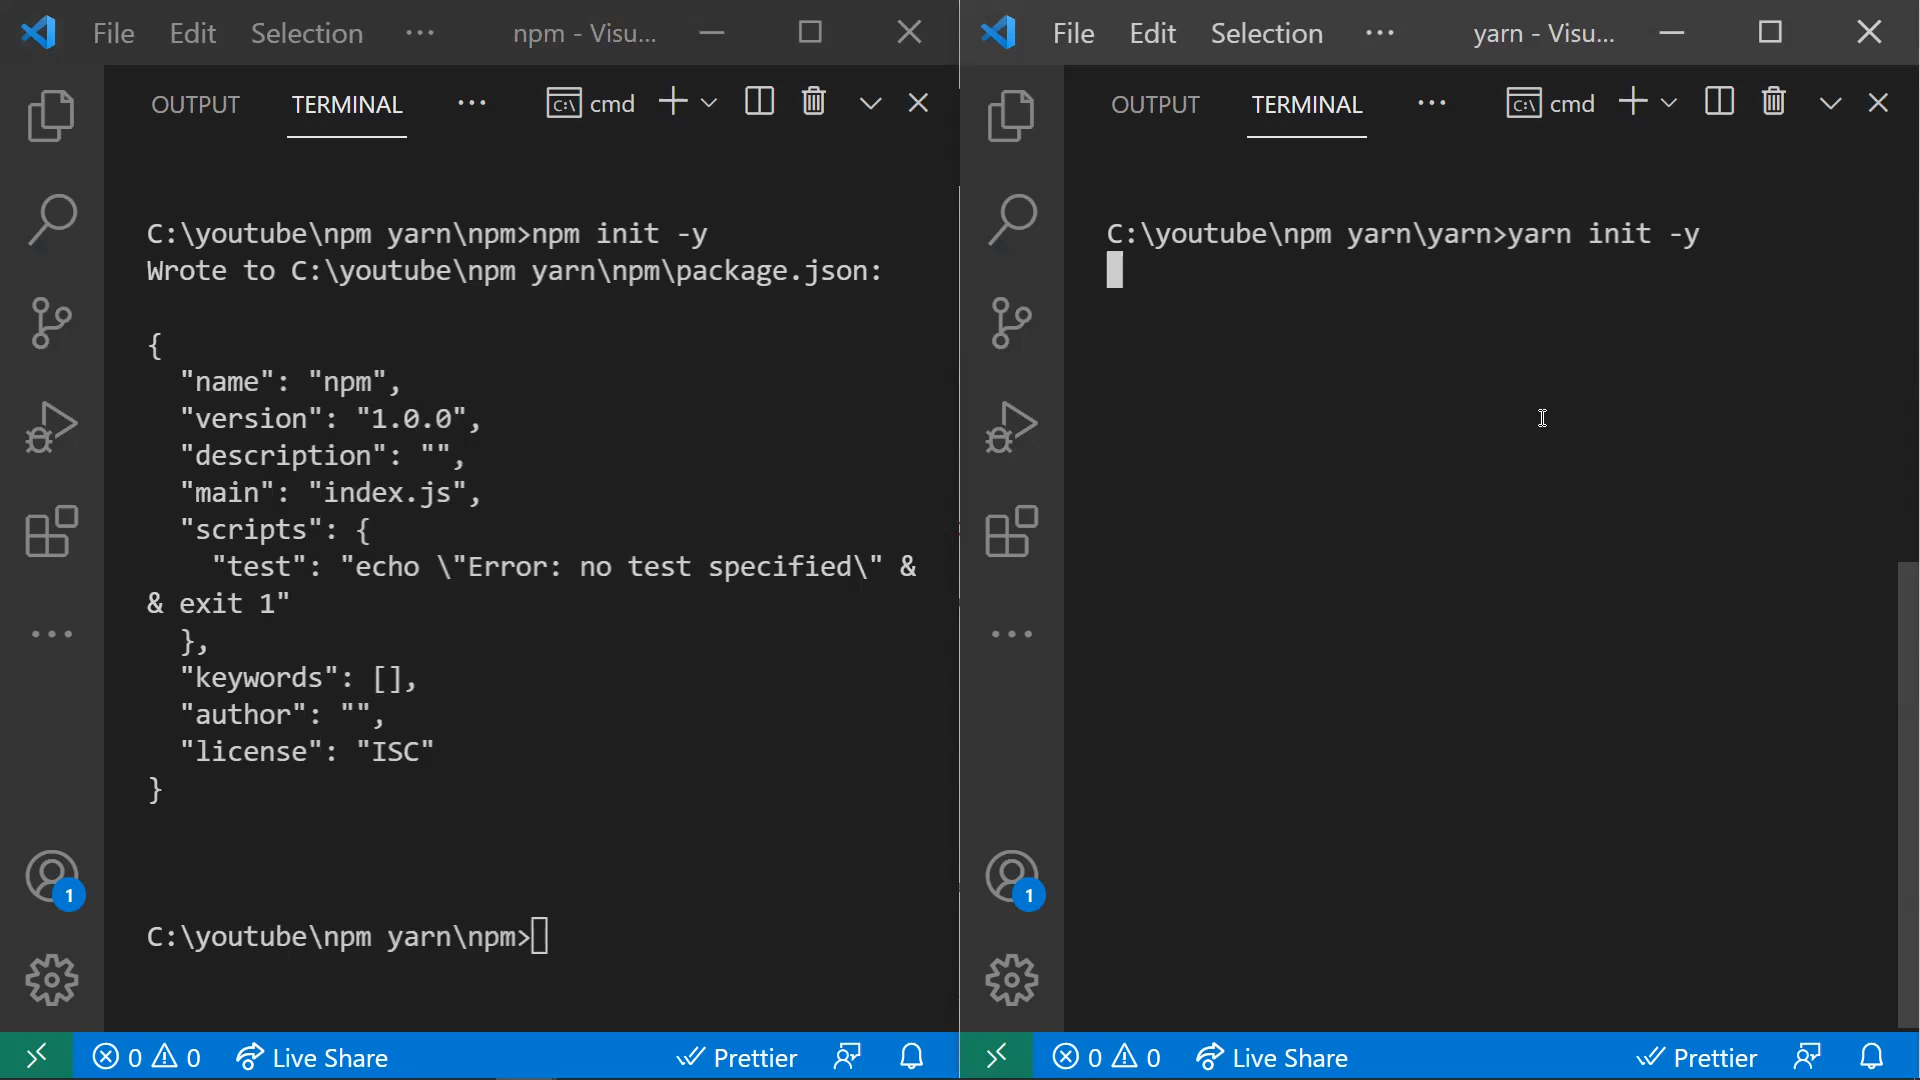 File Edit Selection ··· npm - Visu...
OUTPUT TERMINAL ··· cmd
C:\youtube\npm yarn\npm>npm init -y
Wrote to C:\youtube\npm yarn\npm\package.json:
{
"name": "npm",
"version": "1.0.0",
"description": "",
"main": "index.js",
"scripts": {
"test": "echo \"Error: no test specified\" &
& exit 1"
},
"keywords": [],
"author": "",
"license": "ISC"
}
C:\youtube\npm yarn\npm>
1
0 0 Live Share Prettier
File Edit Selection ··· yarn - Visu...
OUTPUT TERMINAL ··· cmd
C:\youtube\npm yarn\yarn>yarn init -y
1
0 0 Live Share Prettier